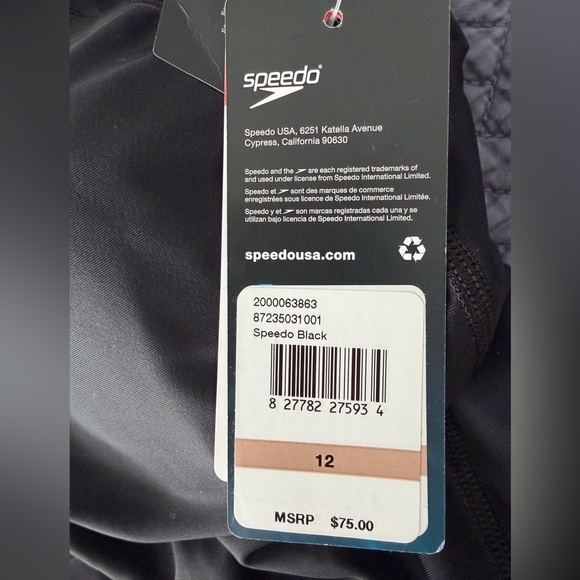 speedo®
Speedo USA, 6251 Katella Avenue
Cypress, California 90630
Speedo and the are each registered trademarks of
and used under license from Speedo International Limited.
Speedo et sont des marques de commerce
enregistrées sous licence de Speedo International Limitée.
Speedo y et son marcas registradas cada una y se
utilizan bajo licencia de Speedo International Limited.
speedousa.com
2000063863
87235031001
Speedo Black
8 27782 27593 4
12
MSRP $75.00